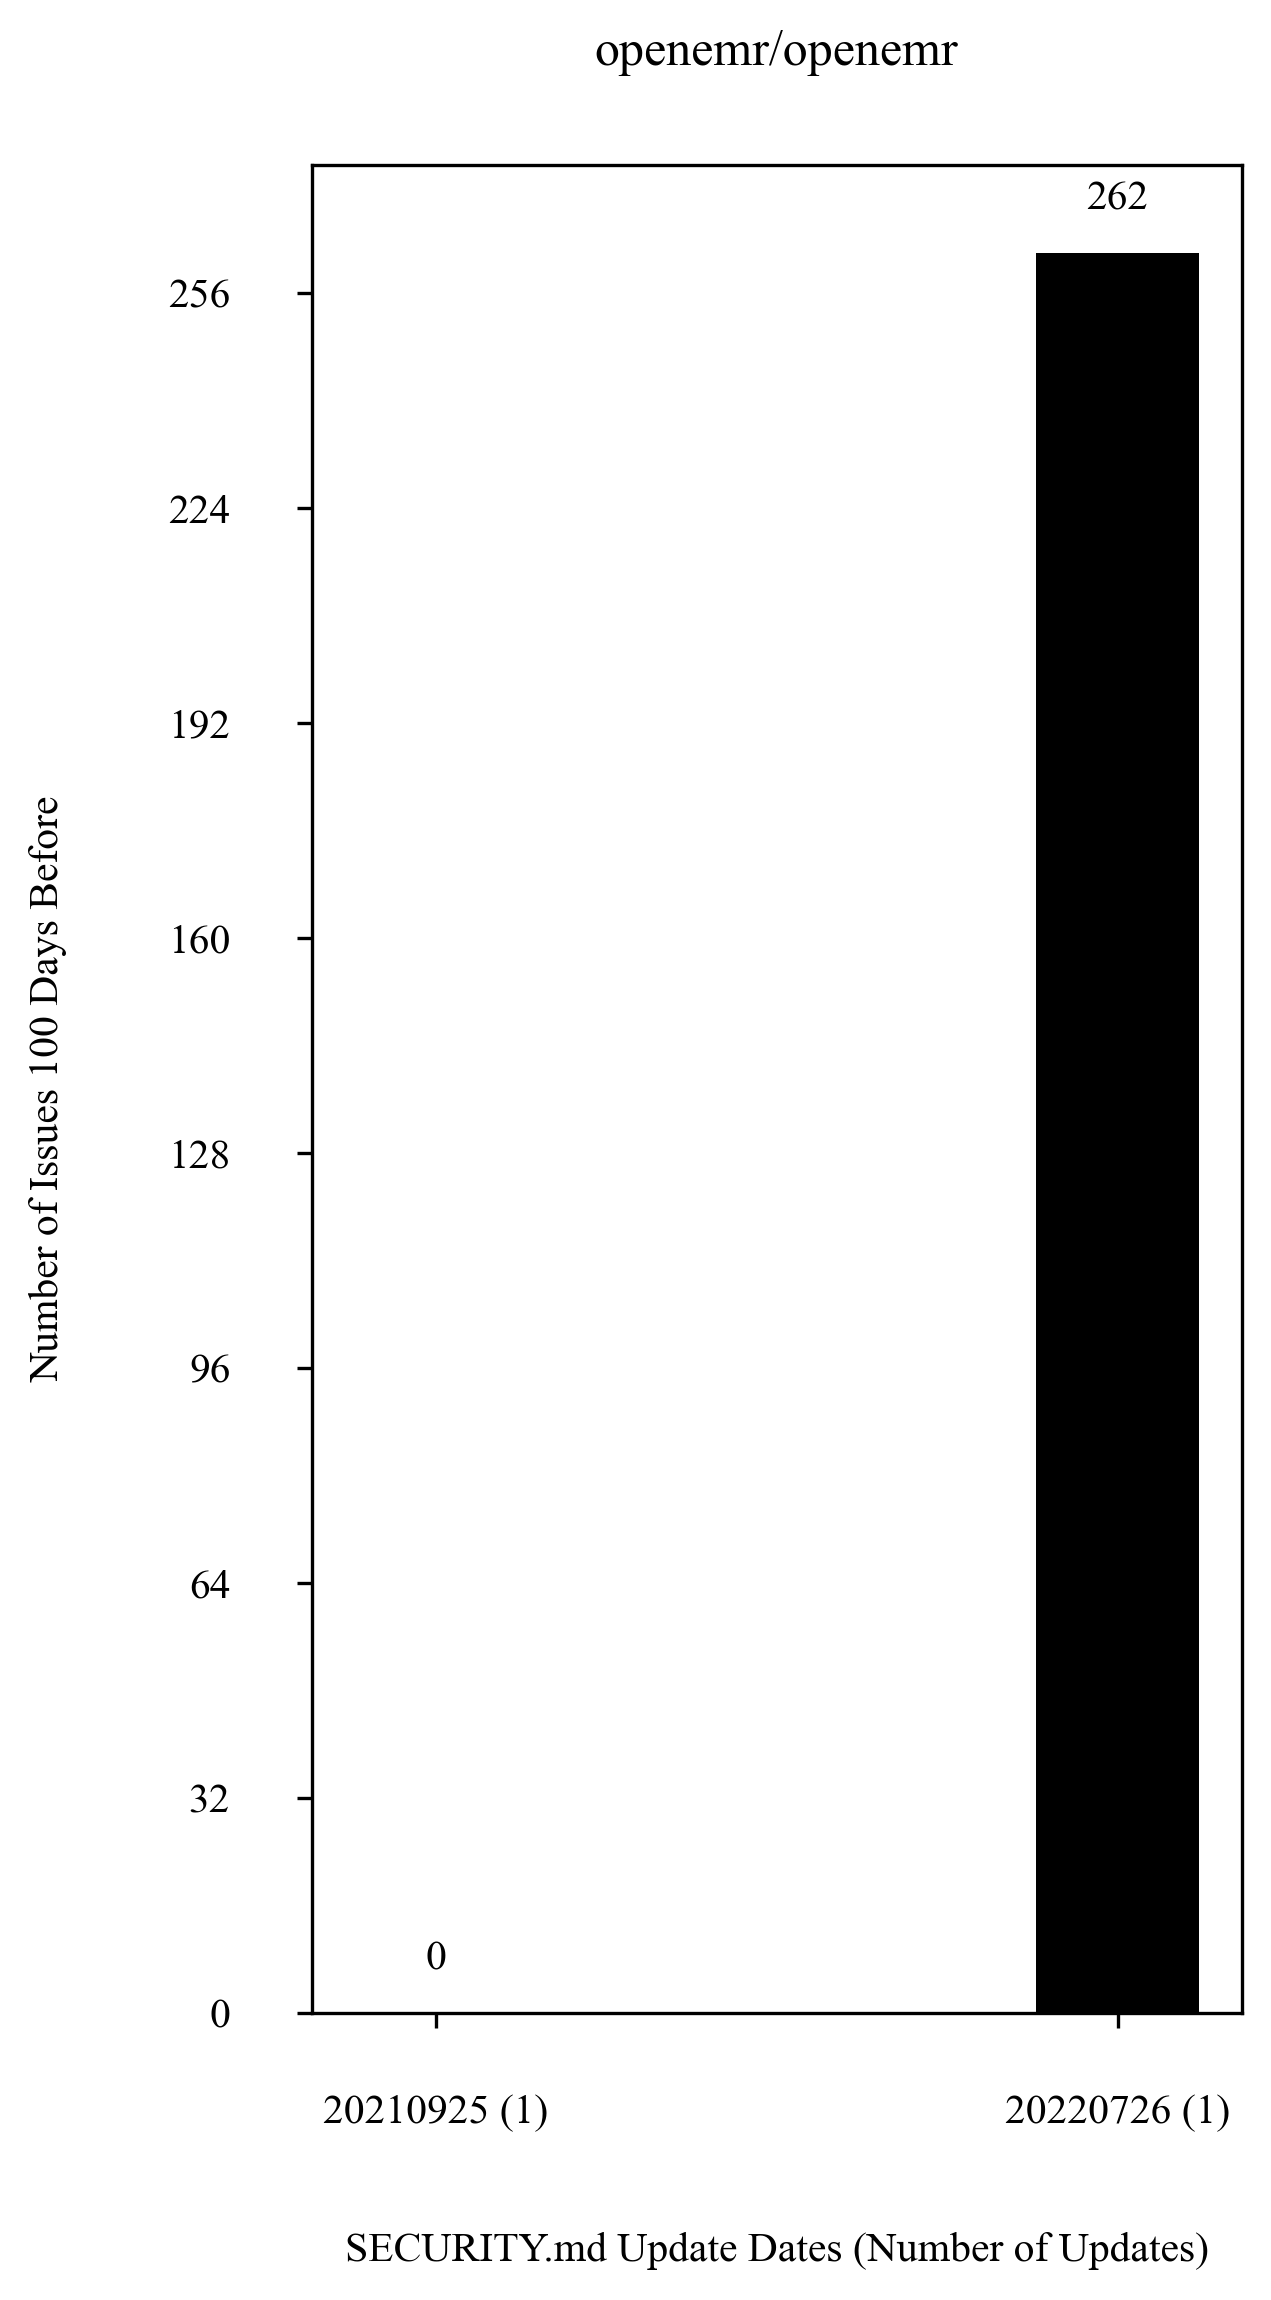 openemr/openemr
262
256
224
192
160
128
96
64
32
0
0
Number of Issues 100 Days Before
20210925 (1) 20220726 (1)
SECURITY.md Update Dates (Number of Updates)